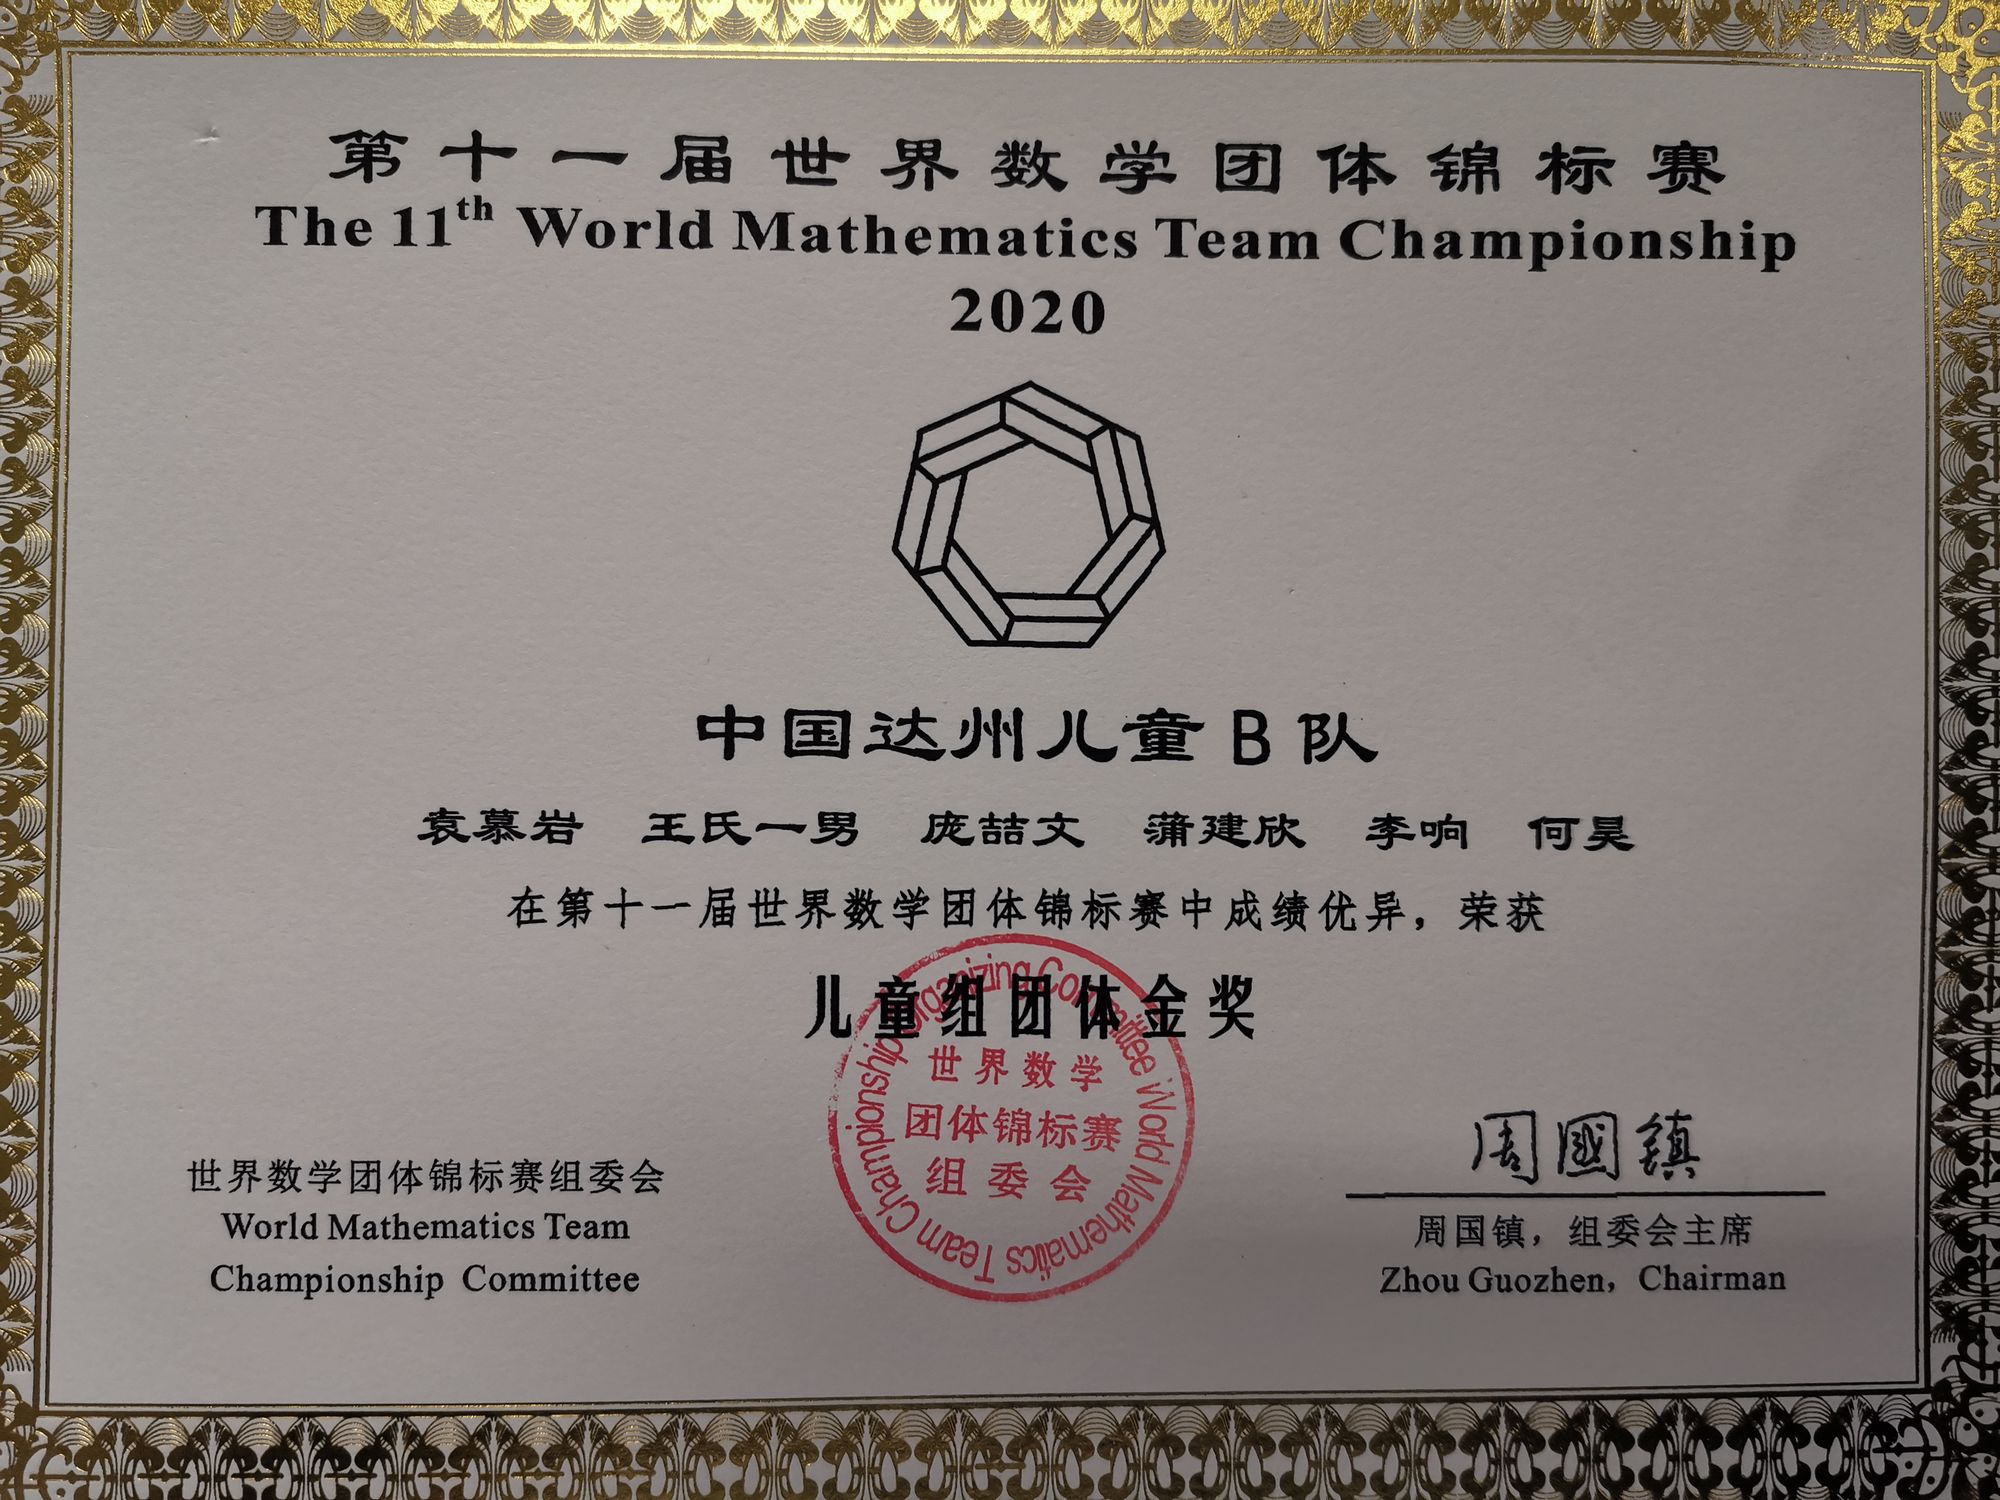 第十一届世界数学团体锦标赛
The 11th World Mathematics Team Championship
2020
中国达州儿童B队
袁慕岩 王氏一男 庞喆文 蒲建欣 李响 何昊
在第十一届世界数学团体锦标赛中成绩优异，荣获
儿童组团体金奖
World Mathematics Team Championship Organizing Committee
世界数学
团体锦标赛
组委会
世界数学团体锦标赛组委会
World Mathematics Team
Championship Committee
周國镇
周国镇，组委会主席
Zhou Guozhen，Chairman